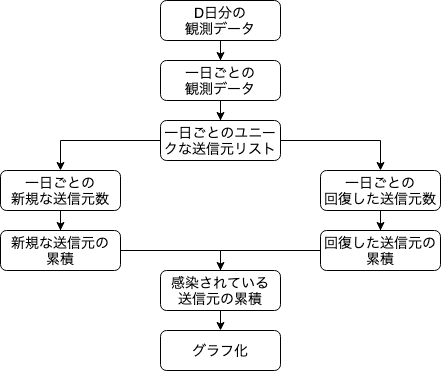 D日分の
観測データ
一日ごとの
観測データ
一日ごとのユニー
クな送信元リスト
一日ごとの
新規な送信元数
一日ごとの
回復した送信元数
新規な送信元の
累積
回復した送信元の
累積
感染されている
送信元の累積
グラフ化